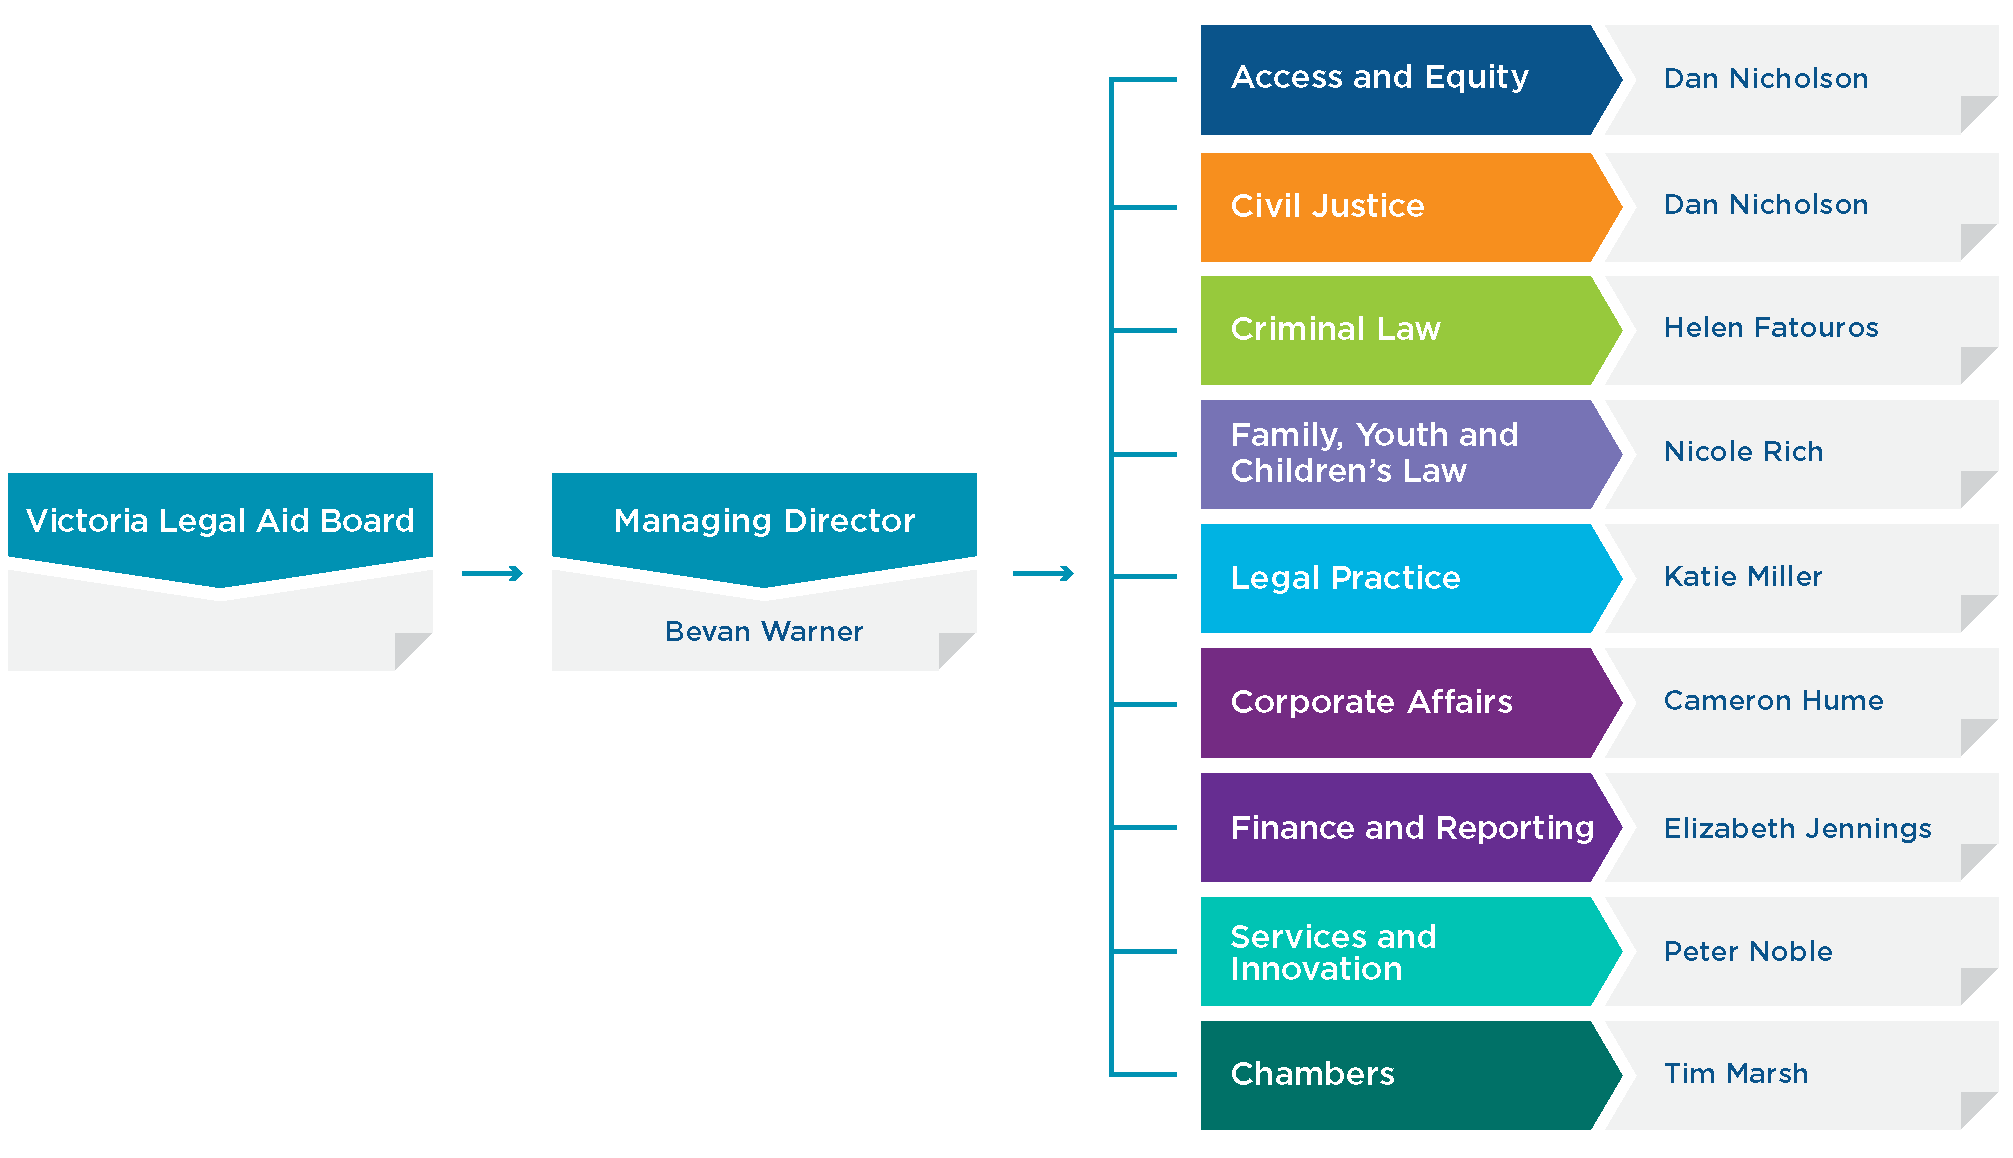 Victoria Legal Aid Board
Managing Director
Bevan Warner
Access and Equity
Dan Nicholson
Civil Justice
Dan Nicholson
Criminal Law
Helen Fatouros
Family, Youth and
Children’s Law
Nicole Rich
Legal Practice
Katie Miller
Corporate Affairs
Cameron Hume
Finance and Reporting
Elizabeth Jennings
Services and
Innovation
Peter Noble
Chambers
Tim Marsh